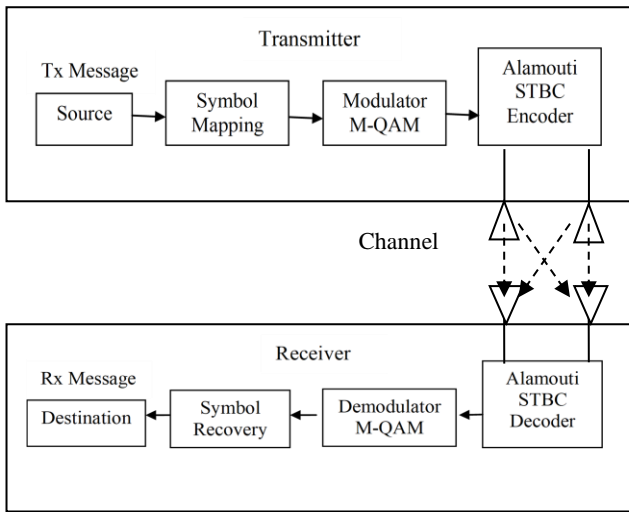 Transmitter
Tx Message
Source
Symbol
Mapping
Modulator
M-QAM
Alamouti
STBC
Encoder
Channel
Receiver
Rx Message
Destination
Symbol
Recovery
Demodulator
M-QAM
Alamouti
STBC
Decoder